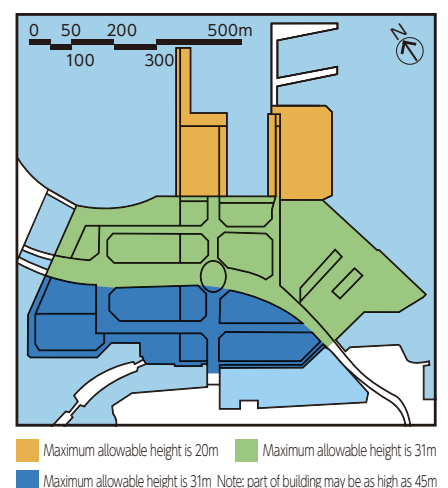 0 50 200 500m
100 300
N
Maximum allowable height is 20m
Maximum allowable height is 31m
Maximum allowable height is 31m Note: part of building may be as high as 45m